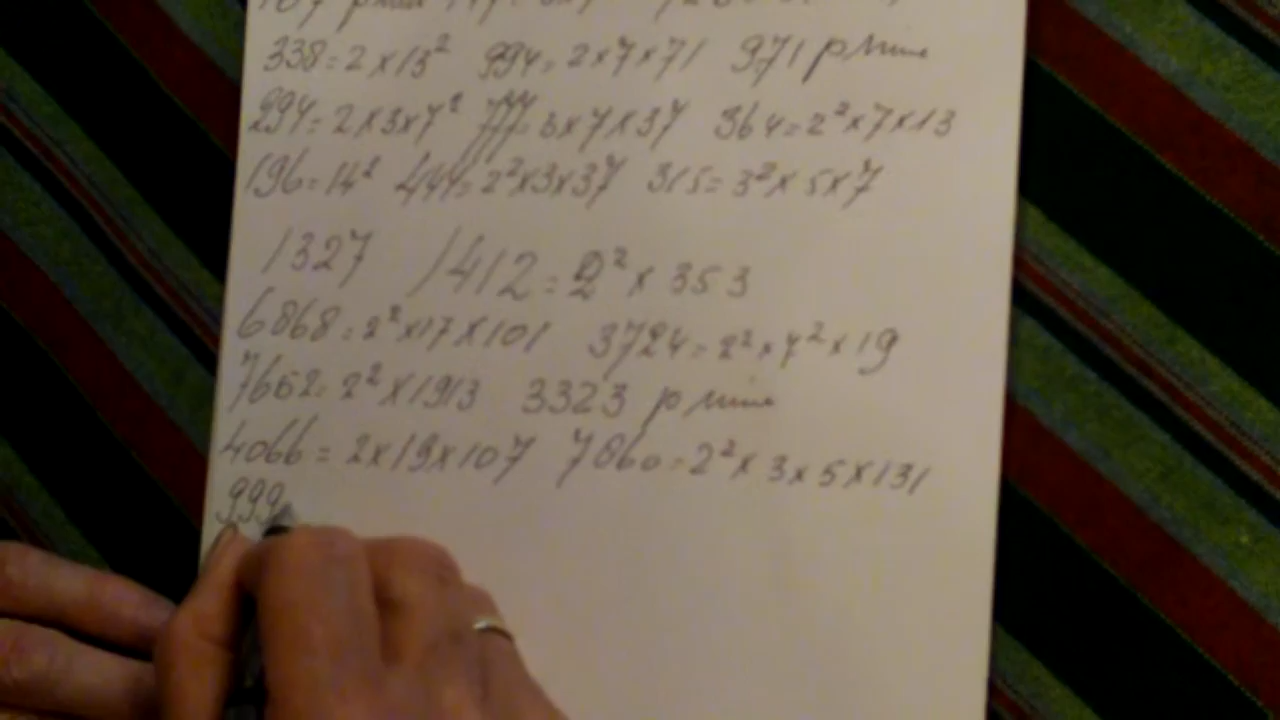 338=2×13² 994=2×7×71 971 prime
294=2×3×7² 777=3×7×37 364=2²×7×13
196=14² 444=2²×3×37 315=3²×5×7
1327 1412=2²×353
6868=2²×17×101 3724=2²×7²×19
7652=2²×1913 3323 prime
4066=2×19×107 7860=2²×3×5×131
999